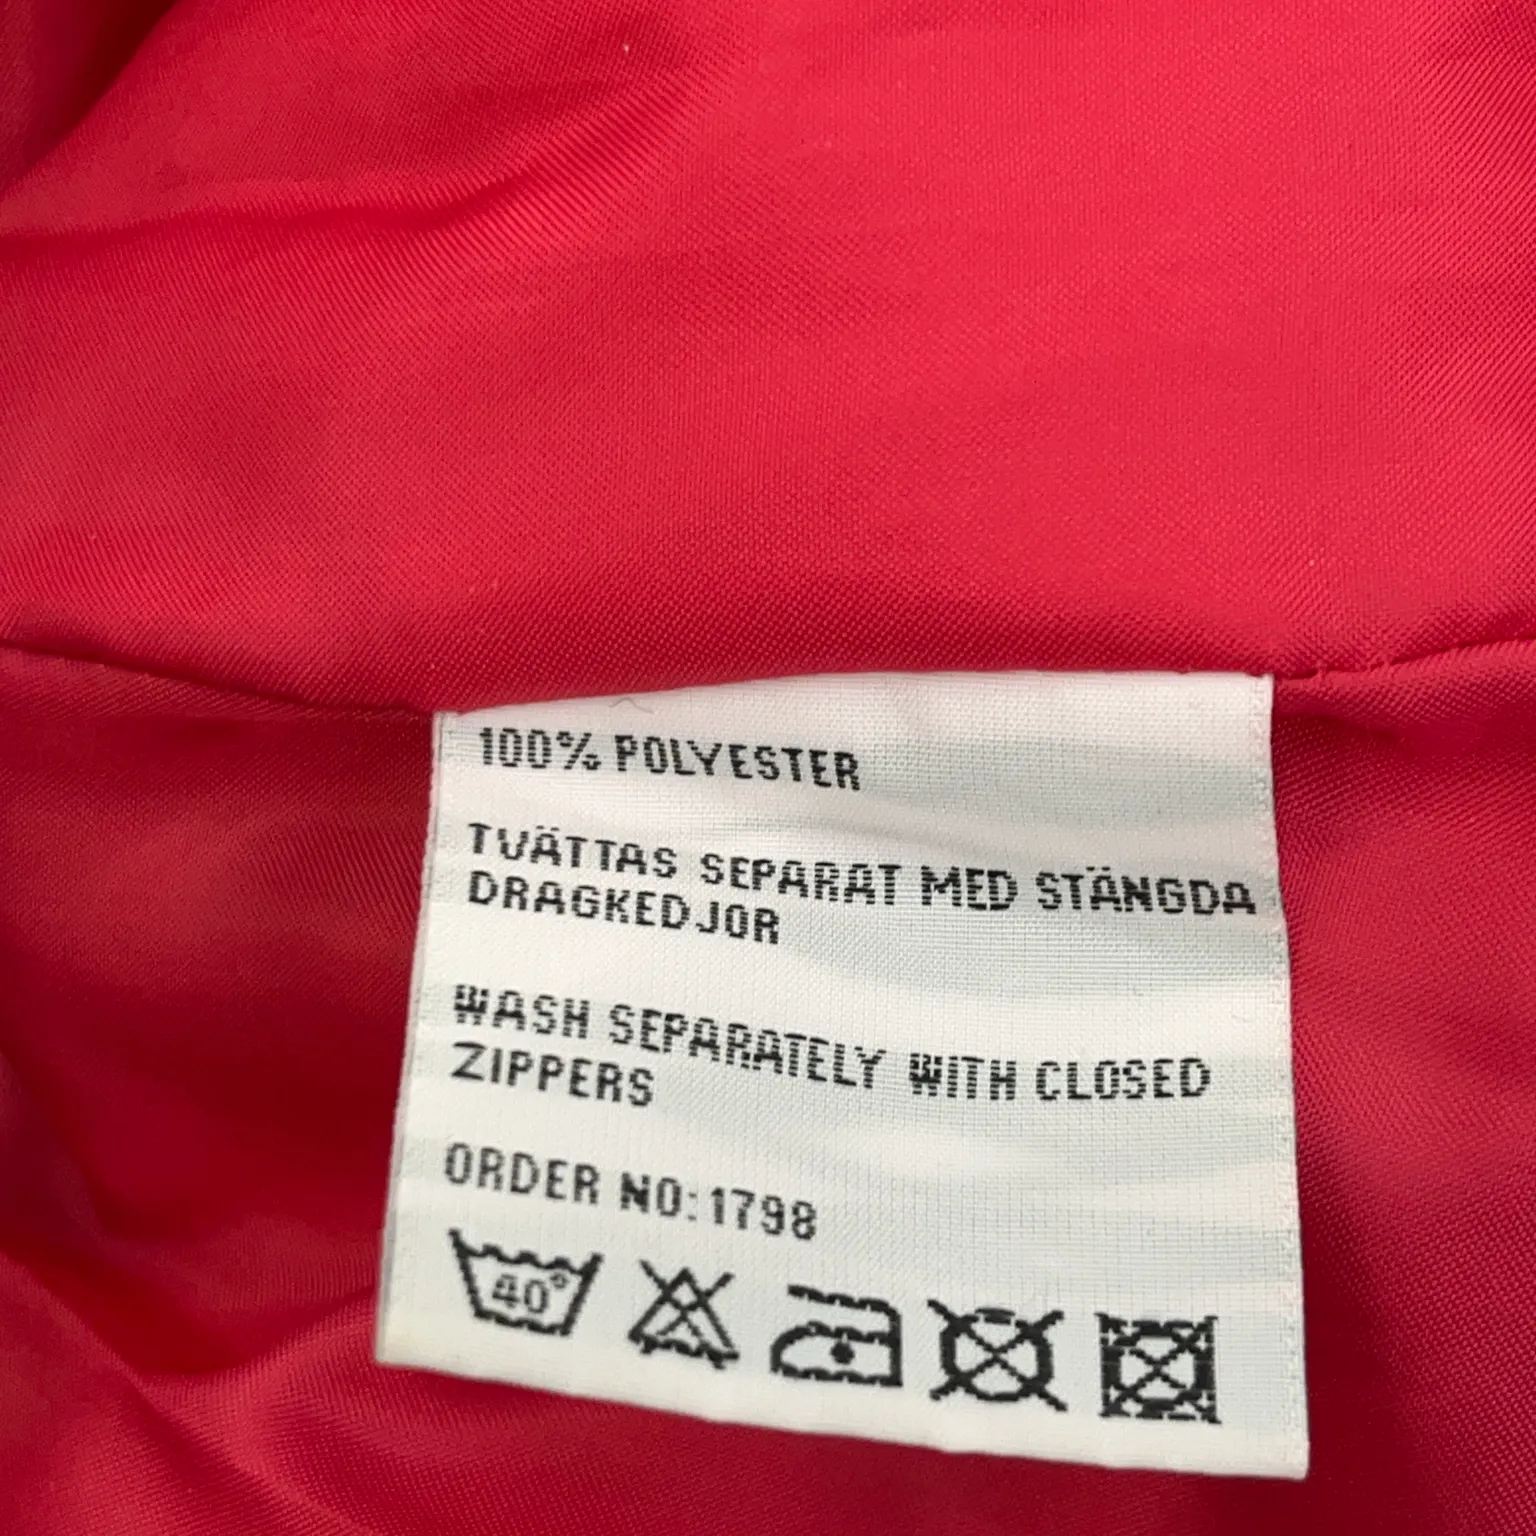 100% POLYESTER
TVÄTTAS SEPARAT MED STÄNGDA
DRAGKEDJOR
WASH SEPARATELY WITH CLOSED
ZIPPERS
ORDER NO:1798
40°